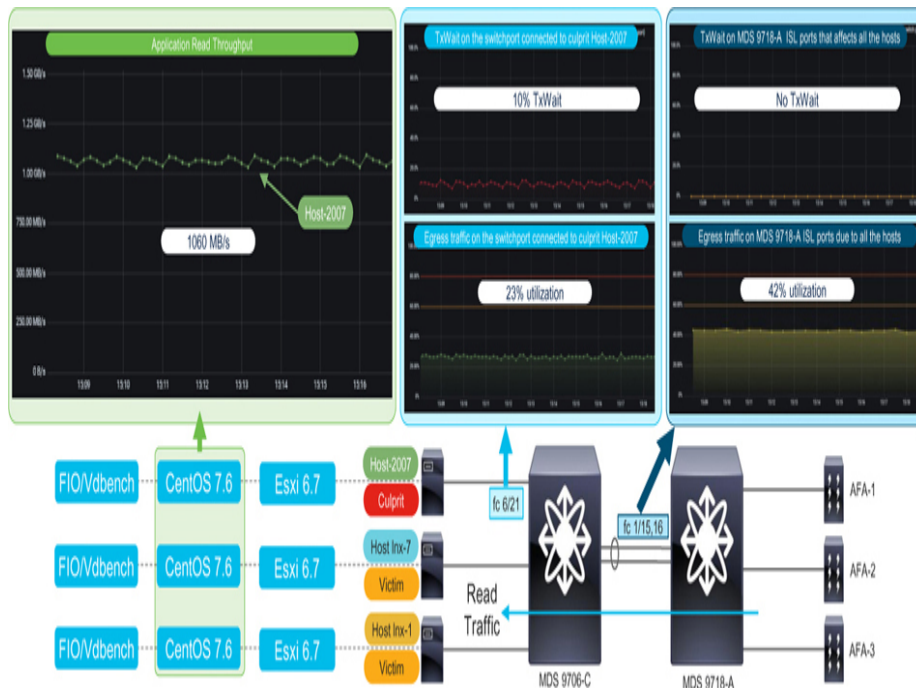 Application Read Throughput
1.50 GB/s
1.25 GB/s
1.00 GB/s
750.00 MB/s
500.00 MB/s
250.00 MB/s
0 B/s
Host-2007
1060 MB/s
15:09 15:10 15:11 15:12 15:13 15:14 15:15 15:16
TxWait on the switchport connected to culprit Host-2007
10% TxWait
Egress traffic on the switchport connected to culprit Host-2007
23% utilization
TxWait on MDS 9718-A ISL ports that affects all the hosts
No TxWait
Egress traffic on MDS 9718-A ISL ports due to all the hosts
42% utilization
FIO/Vdbench CentOS 7.6 Esxi 6.7 Host-2007
Culprit
fc 6/21
fc 1/15,16
AFA-1
FIO/Vdbench CentOS 7.6 Esxi 6.7 Host lnx-7
Victim
AFA-2
Read
Traffic
FIO/Vdbench CentOS 7.6 Esxi 6.7 Host lnx-1
Victim
AFA-3
MDS 9706-C MDS 9718-A